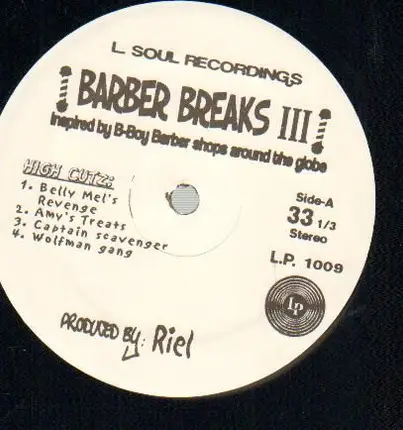 L. SOUL RECORDINGS
BARBER BREAKS III
Inspired by B-Boy Barber shops around the globe
HIGH CUTZ:
1. Belly Mel's
Revenge
2. Amy's Treats
3. Captain scavenger
4. Wolfman gang
Side-A
33 1/3
Stereo
L.P. 1009
LP
PRODUCED By: Riel